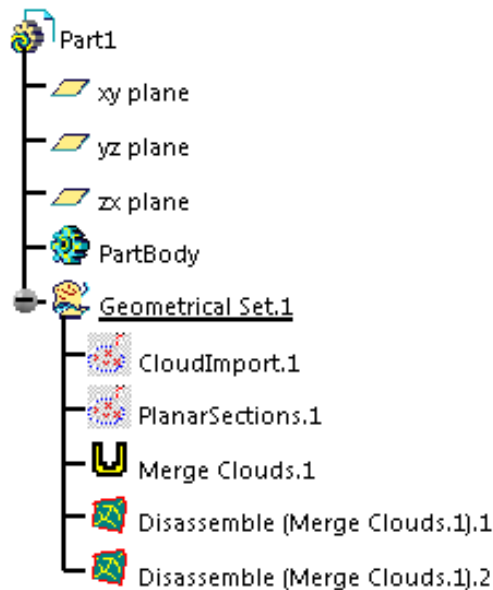 Part1
xy plane
yz plane
zx plane
PartBody
Geometrical Set.1
CloudImport.1
PlanarSections.1
Merge Clouds.1
Disassemble (Merge Clouds.1).1
Disassemble (Merge Clouds.1).2